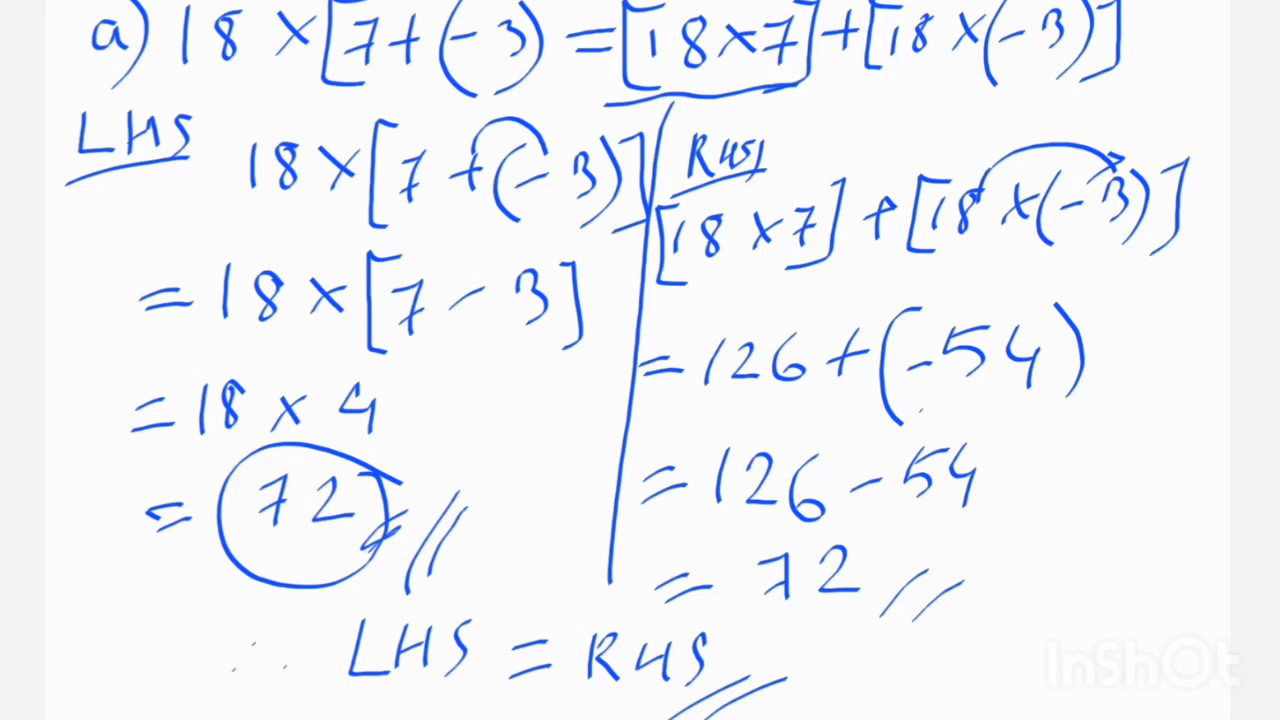 a) 18 × [7 + (-3) = [18 × 7] + [18 × (-3)]
LHS
18 × [7 + (-3)]
= 18 × [7 - 3]
= 18 × 4
= 72 //
RHS
[18 × 7] + [18 × (-3)]
= 126 + (-54)
= 126 - 54
= 72 //
∴ LHS = RHS
InShOt